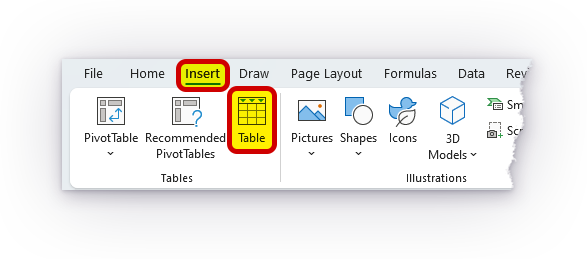 File Home Insert Draw Page Layout Formulas Data
PivotTable Recommended PivotTables Table Pictures Shapes Icons 3D Models
Tables Illustrations